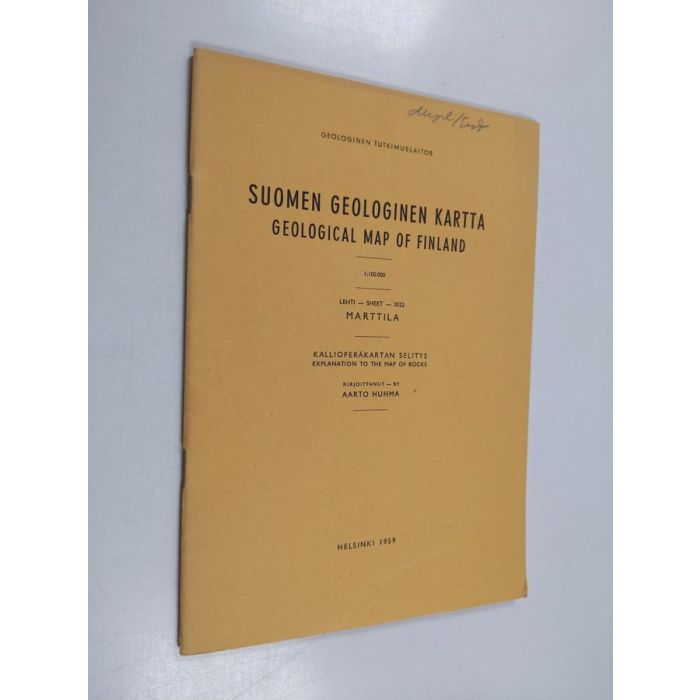 GEOLOGINEN TUTKIMUSLAITOS
SUOMEN GEOLOGINEN KARTTA
GEOLOGICAL MAP OF FINLAND
1:100 000
LEHTI — SHEET — 2022
MARTTILA
KALLIOPERÄKARTAN SELITYS
EXPLANATION TO THE MAP OF ROCKS
KIRJOITTANUT — BY
AARTO HUHMA
HELSINKI 1959